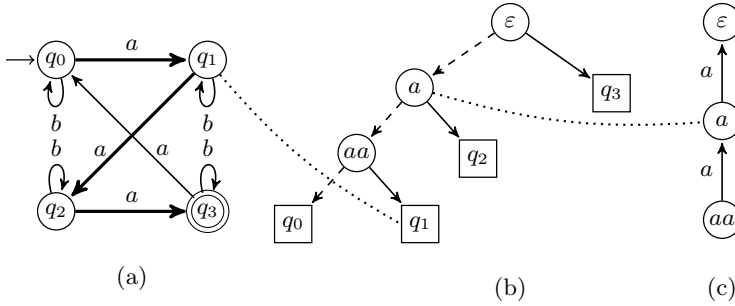 ε ε
q0 a q1
a q3
a a
b b
b b
a a
aa q2
a
q2 a q3 q0 q1 aa
(a) (b) (c)